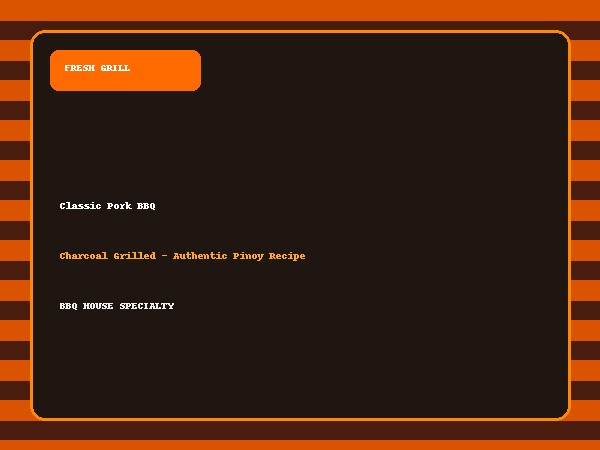 FRESH GRILL
Classic Pork BBQ
Charcoal Grilled - Authentic Pinoy Recipe
BBQ HOUSE SPECIALTY